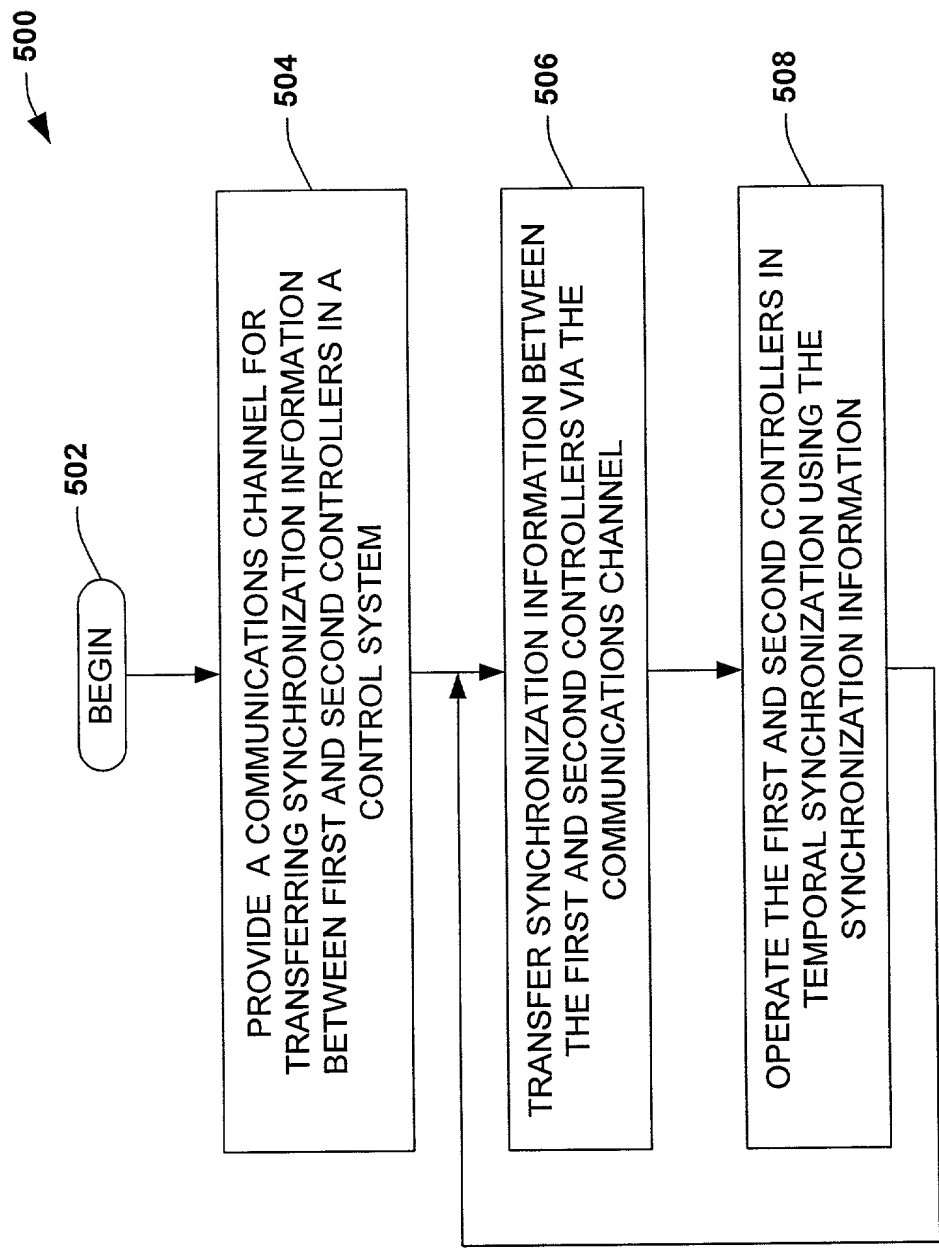 500
502
BEGIN
504
PROVIDE A COMMUNICATIONS CHANNEL FOR
TRANSFERRING SYNCHRONIZATION INFORMATION
BETWEEN FIRST AND SECOND CONTROLLERS IN A
CONTROL SYSTEM
506
TRANSFER SYNCHRONIZATION INFORMATION BETWEEN
THE FIRST AND SECOND CONTROLLERS VIA THE
COMMUNICATIONS CHANNEL
508
OPERATE THE FIRST AND SECOND CONTROLLERS IN
TEMPORAL SYNCHRONIZATION USING THE
SYNCHRONIZATION INFORMATION